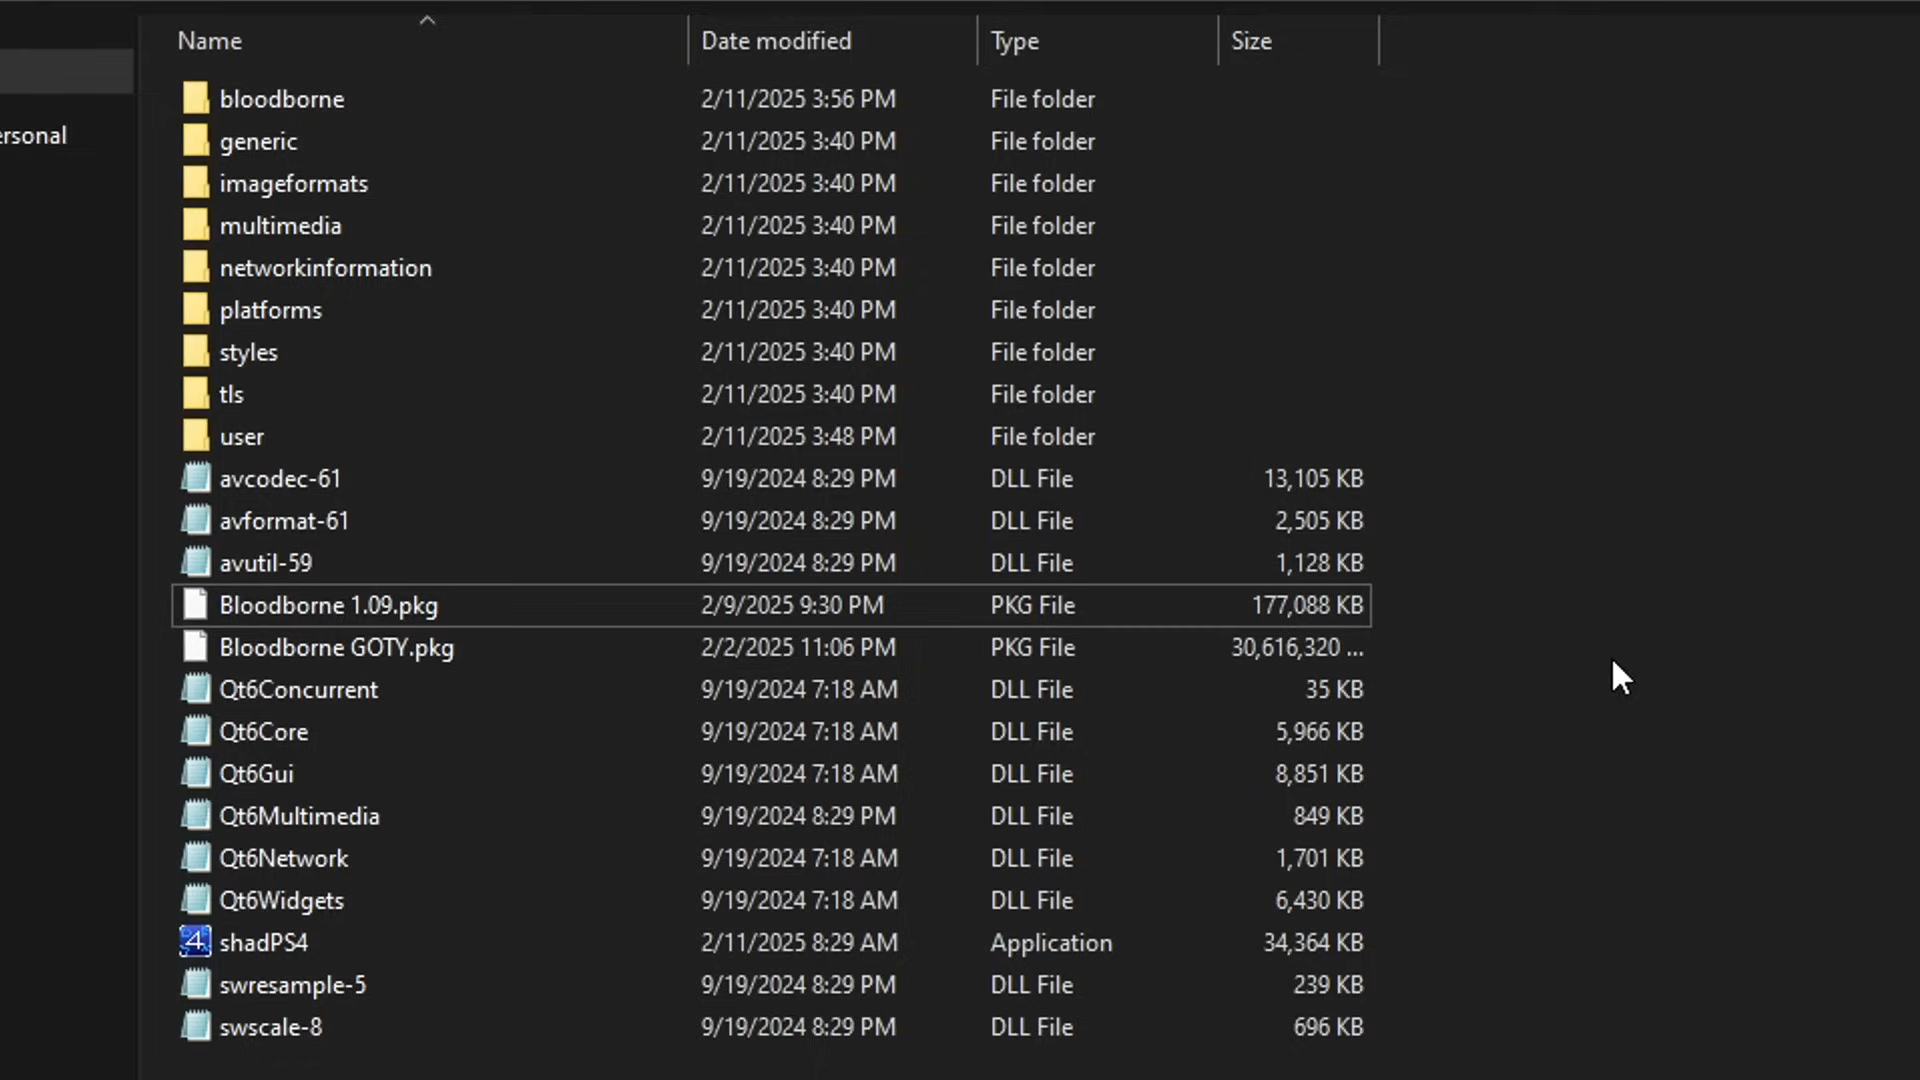 Name Date modified Type Size
bloodborne 2/11/2025 3:56 PM File folder
ersonal
generic 2/11/2025 3:40 PM File folder
imageformats 2/11/2025 3:40 PM File folder
multimedia 2/11/2025 3:40 PM File folder
networkinformation 2/11/2025 3:40 PM File folder
platforms 2/11/2025 3:40 PM File folder
styles 2/11/2025 3:40 PM File folder
tls 2/11/2025 3:40 PM File folder
user 2/11/2025 3:48 PM File folder
avcodec-61 9/19/2024 8:29 PM DLL File 13,105 KB
avformat-61 9/19/2024 8:29 PM DLL File 2,505 KB
avutil-59 9/19/2024 8:29 PM DLL File 1,128 KB
Bloodborne 1.09.pkg 2/9/2025 9:30 PM PKG File 177,088 KB
Bloodborne GOTY.pkg 2/2/2025 11:06 PM PKG File 30,616,320 ...
Qt6Concurrent 9/19/2024 7:18 AM DLL File 35 KB
Qt6Core 9/19/2024 7:18 AM DLL File 5,966 KB
Qt6Gui 9/19/2024 7:18 AM DLL File 8,851 KB
Qt6Multimedia 9/19/2024 8:29 PM DLL File 849 KB
Qt6Network 9/19/2024 7:18 AM DLL File 1,701 KB
Qt6Widgets 9/19/2024 7:18 AM DLL File 6,430 KB
4 shadPS4 2/11/2025 8:29 AM Application 34,364 KB
swresample-5 9/19/2024 8:29 PM DLL File 239 KB
swscale-8 9/19/2024 8:29 PM DLL File 696 KB